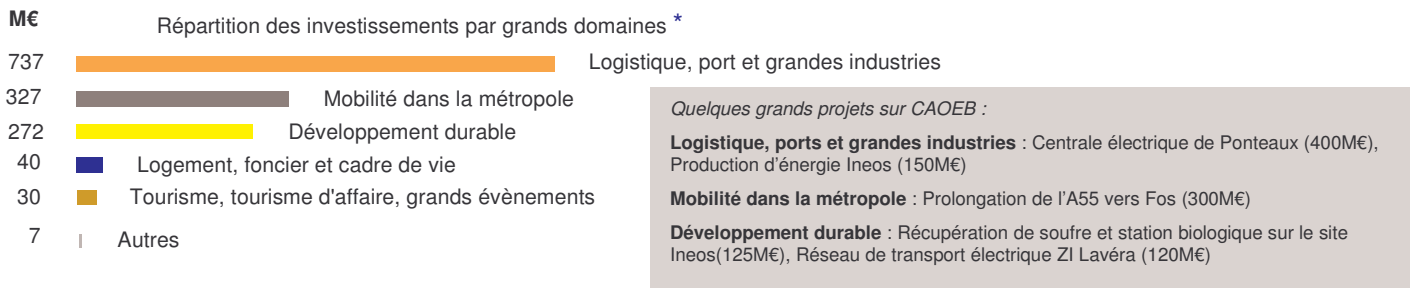 M€
Répartition des investissements par grands domaines *
737 Logistique, port et grandes industries
327 Mobilité dans la métropole
272 Développement durable
40 Logement, foncier et cadre de vie
30 Tourisme, tourisme d'affaire, grands évènements
7 Autres
Quelques grands projets sur CAOEB :
Logistique, ports et grandes industries : Centrale électrique de Ponteaux (400M€),
Production d'énergie Ineos (150M€)
Mobilité dans la métropole : Prolongation de l'A55 vers Fos (300M€)
Développement durable : Récupération de soufre et station biologique sur le site
Ineos(125M€), Réseau de transport électrique ZI Lavéra (120M€)